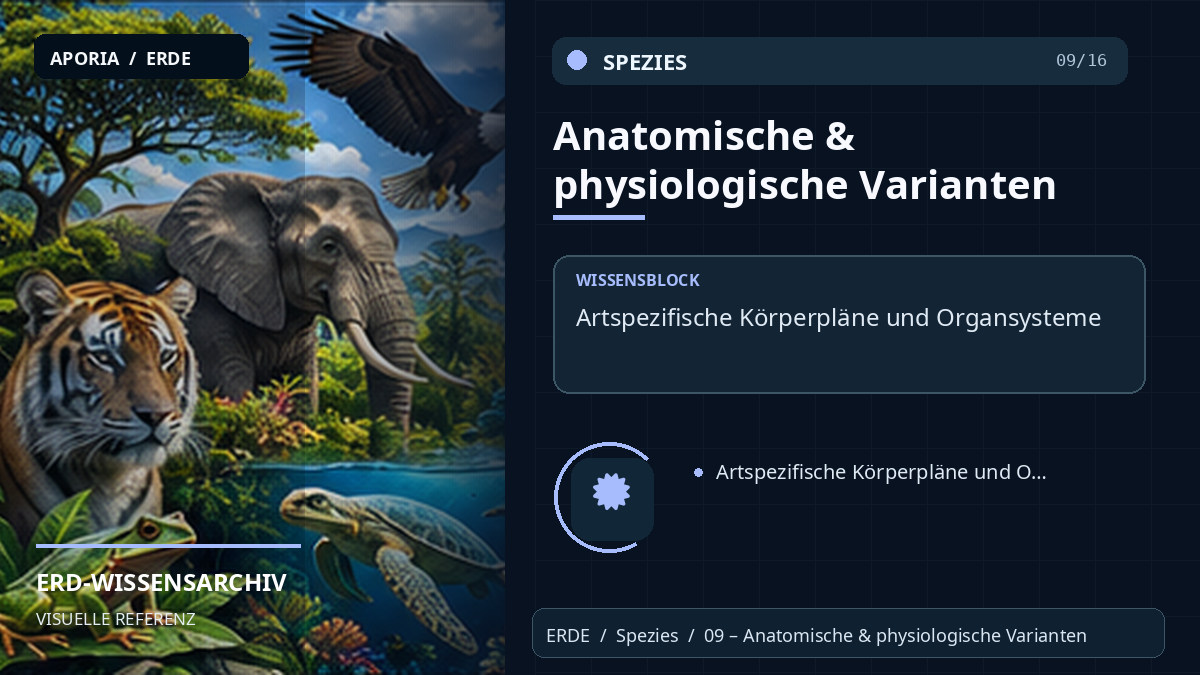 APORIA / ERDE
ERD-WISSENSARCHIV
VISUELLE REFERENZ
SPEZIES
09/16
Anatomische &
physiologische Varianten
WISSENSBLOCK
Artspezifische Körperpläne und Organsysteme
Artspezifische Körperpläne und O…
ERDE / Spezies / 09 – Anatomische & physiologische Varianten